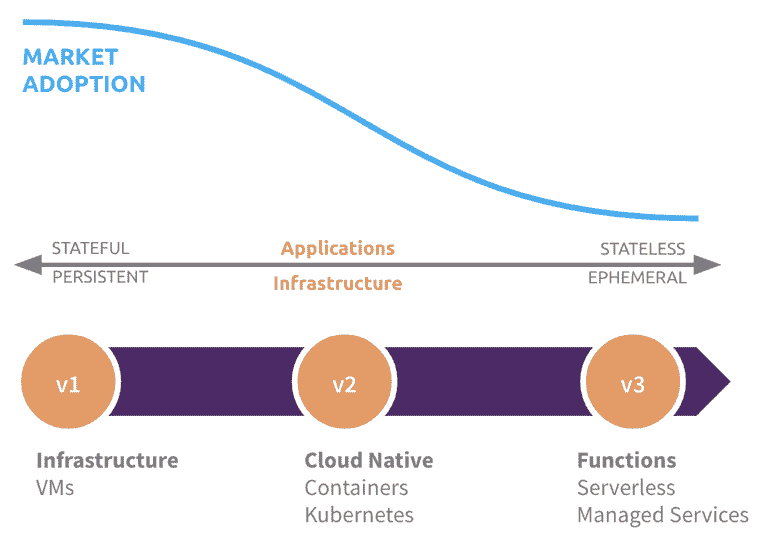 MARKET
ADOPTION
STATEFUL
Applications
STATELESS
PERSISTENT
Infrastructure
EPHEMERAL
v1
v2
v3
Infrastructure
VMs
Cloud Native
Containers
Kubernetes
Functions
Serverless
Managed Services